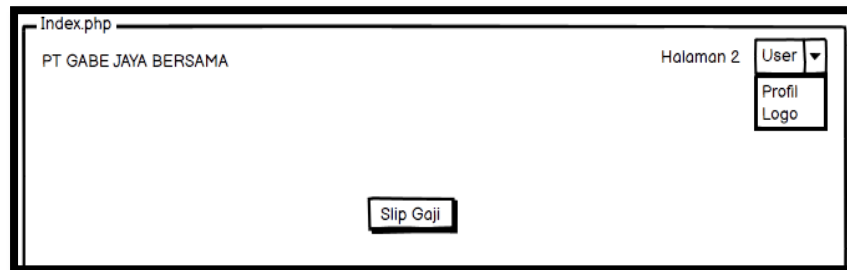 Index.php
PT GABE JAYA BERSAMA
Halaman 2
User
Profil
Logo
Slip Gaji